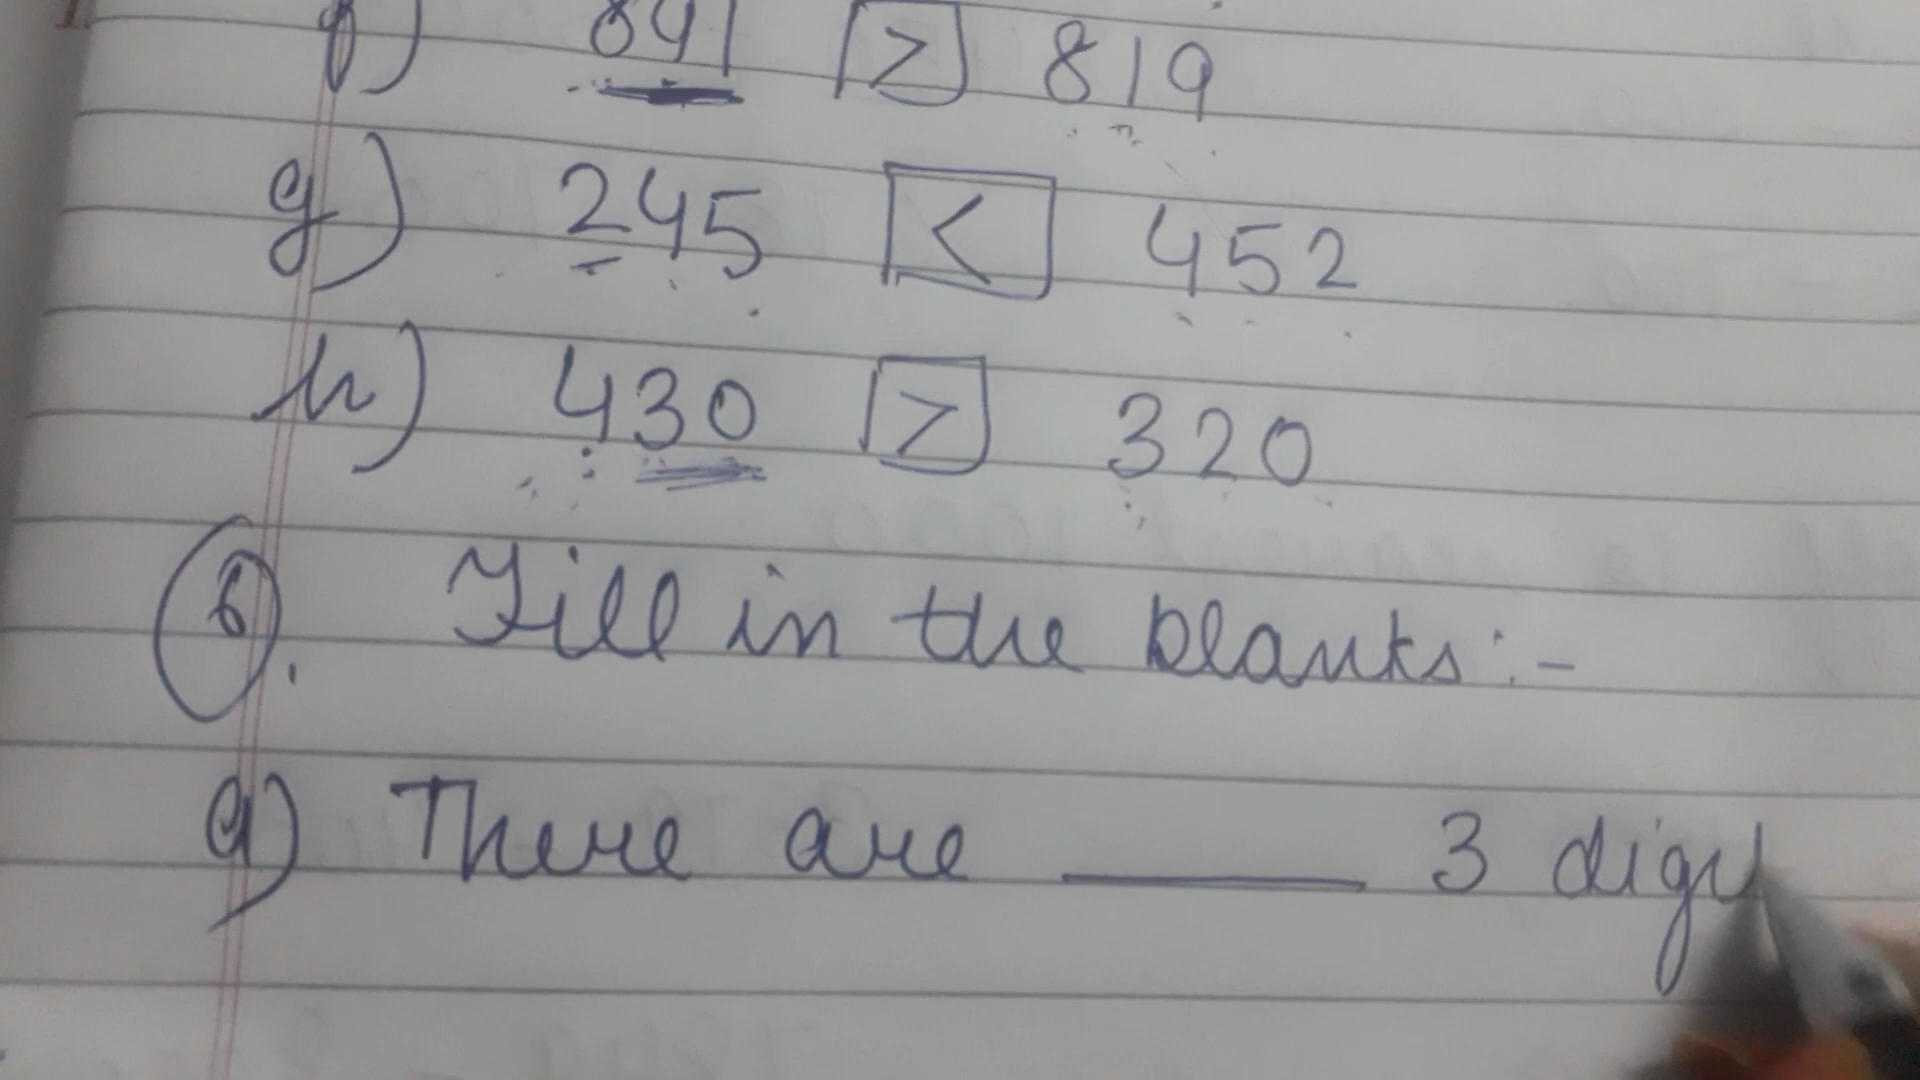 f) 841 > 819
g) 245 < 452
h) 430 > 320
6. Fill in the blanks :-
a) There are ______ 3 digi